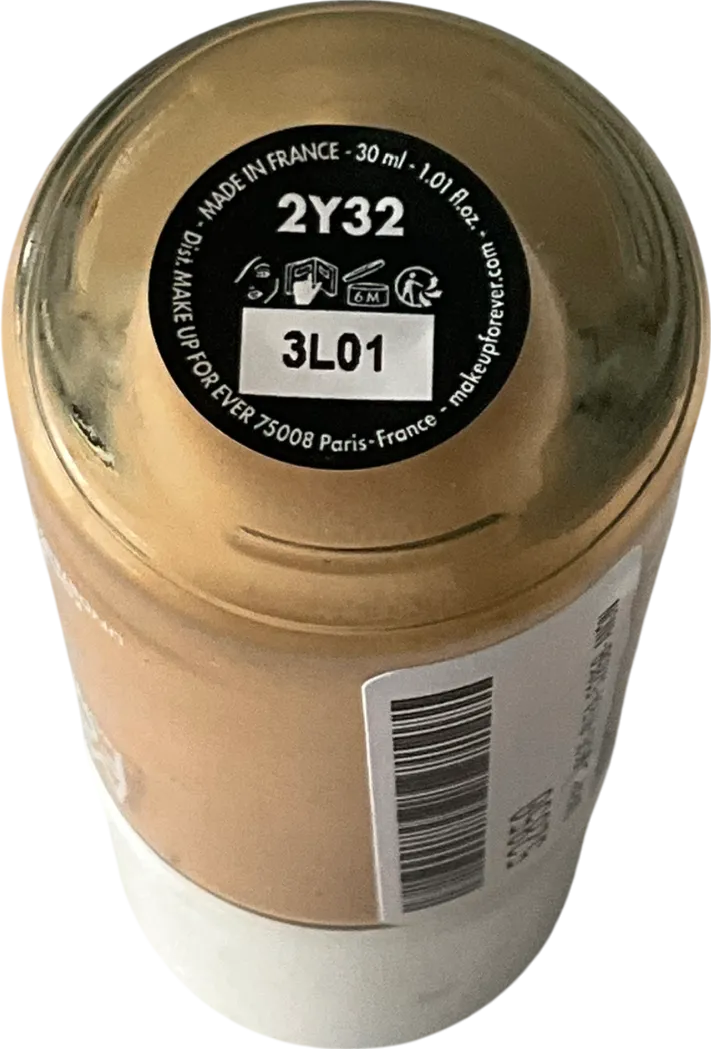 MADE IN FRANCE - 30 ml - 1.01 fl.oz. -
2Y32
6M
3L01
Dist. MAKE UP FOR EVER 75008 Paris-France - makeupforever.com